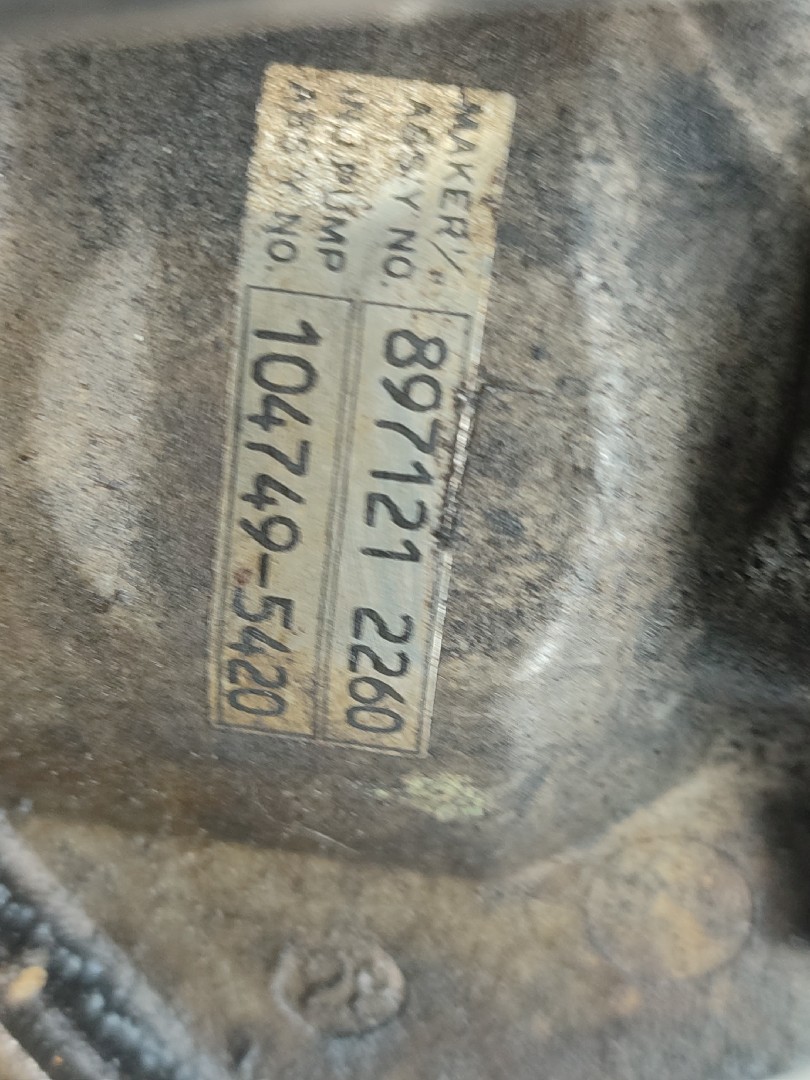 MAKER/S
ASS'Y NO. 897121 2260
INJ. PUMP
ASS'Y NO. 104749-5420